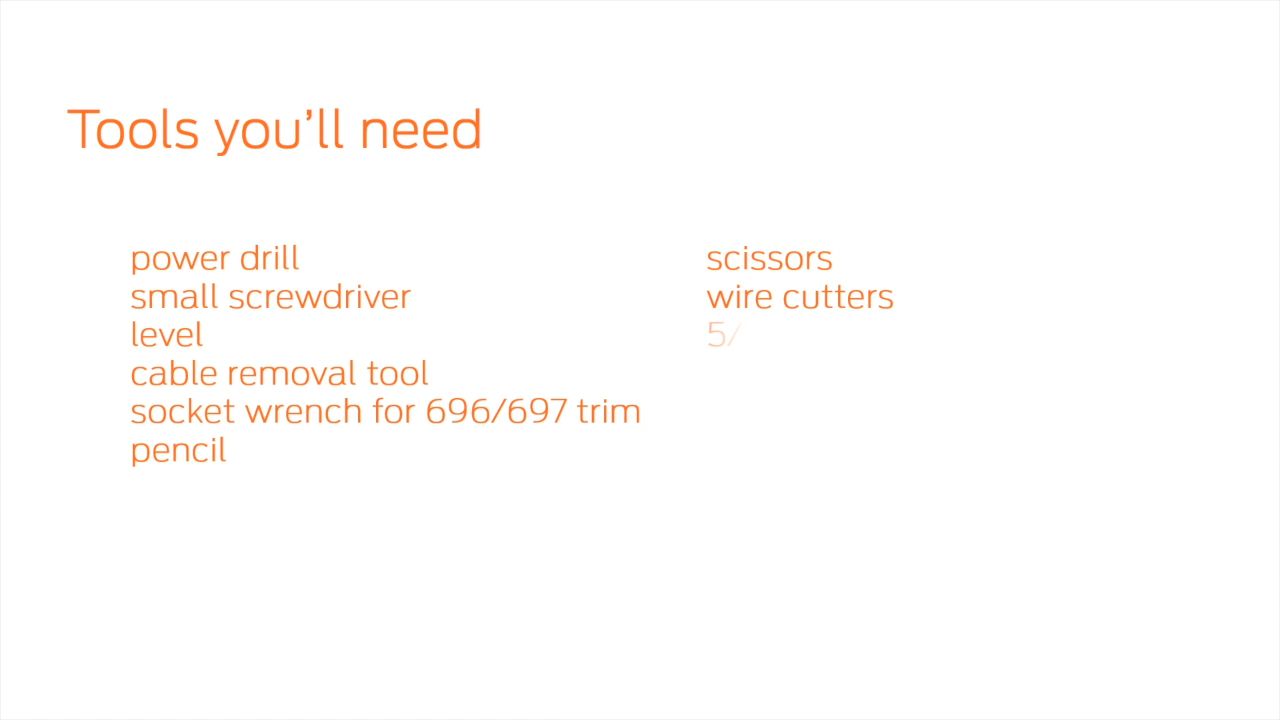 Tools you’ll need
power drill
small screwdriver
level
cable removal tool
socket wrench for 696/697 trim
pencil
scissors
wire cutters
5/